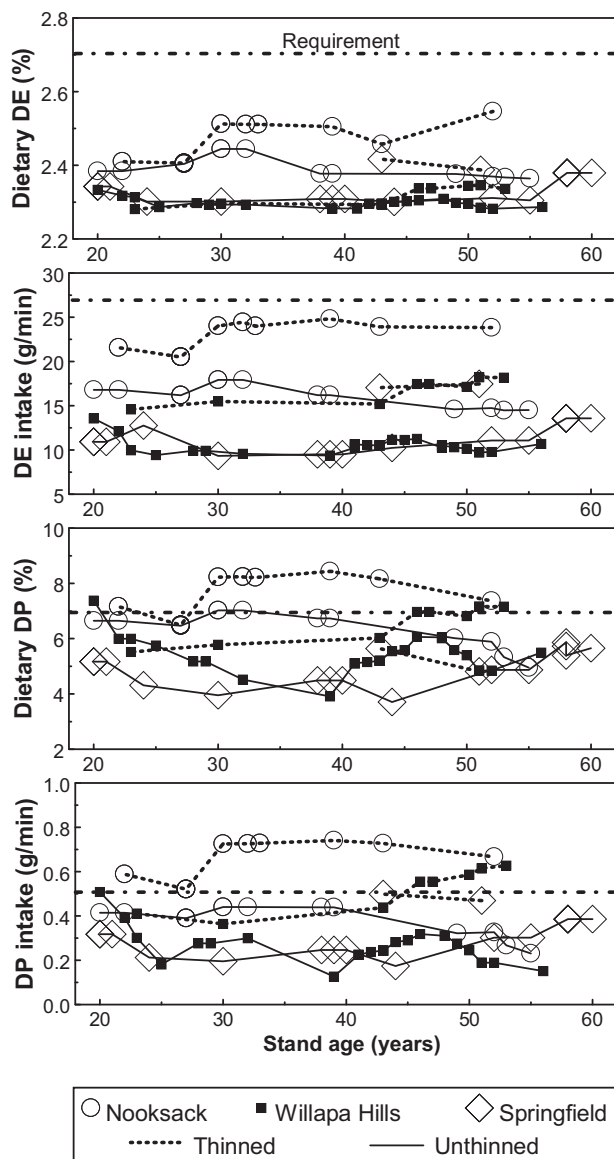 Dietary DE (%)
2.8
2.6
2.4
2.2
Requirement
20 30 40 50 60
DE intake (g/min)
30
25
20
15
10
5
20 30 40 50 60
Dietary DP (%)
10
8
6
4
2
20 30 40 50 60
DP intake (g/min)
1.0
0.8
0.6
0.4
0.2
0.0
20 30 40 50 60
Stand age (years)
Nooksack Willapa Hills Springfield
Thinned Unthinned